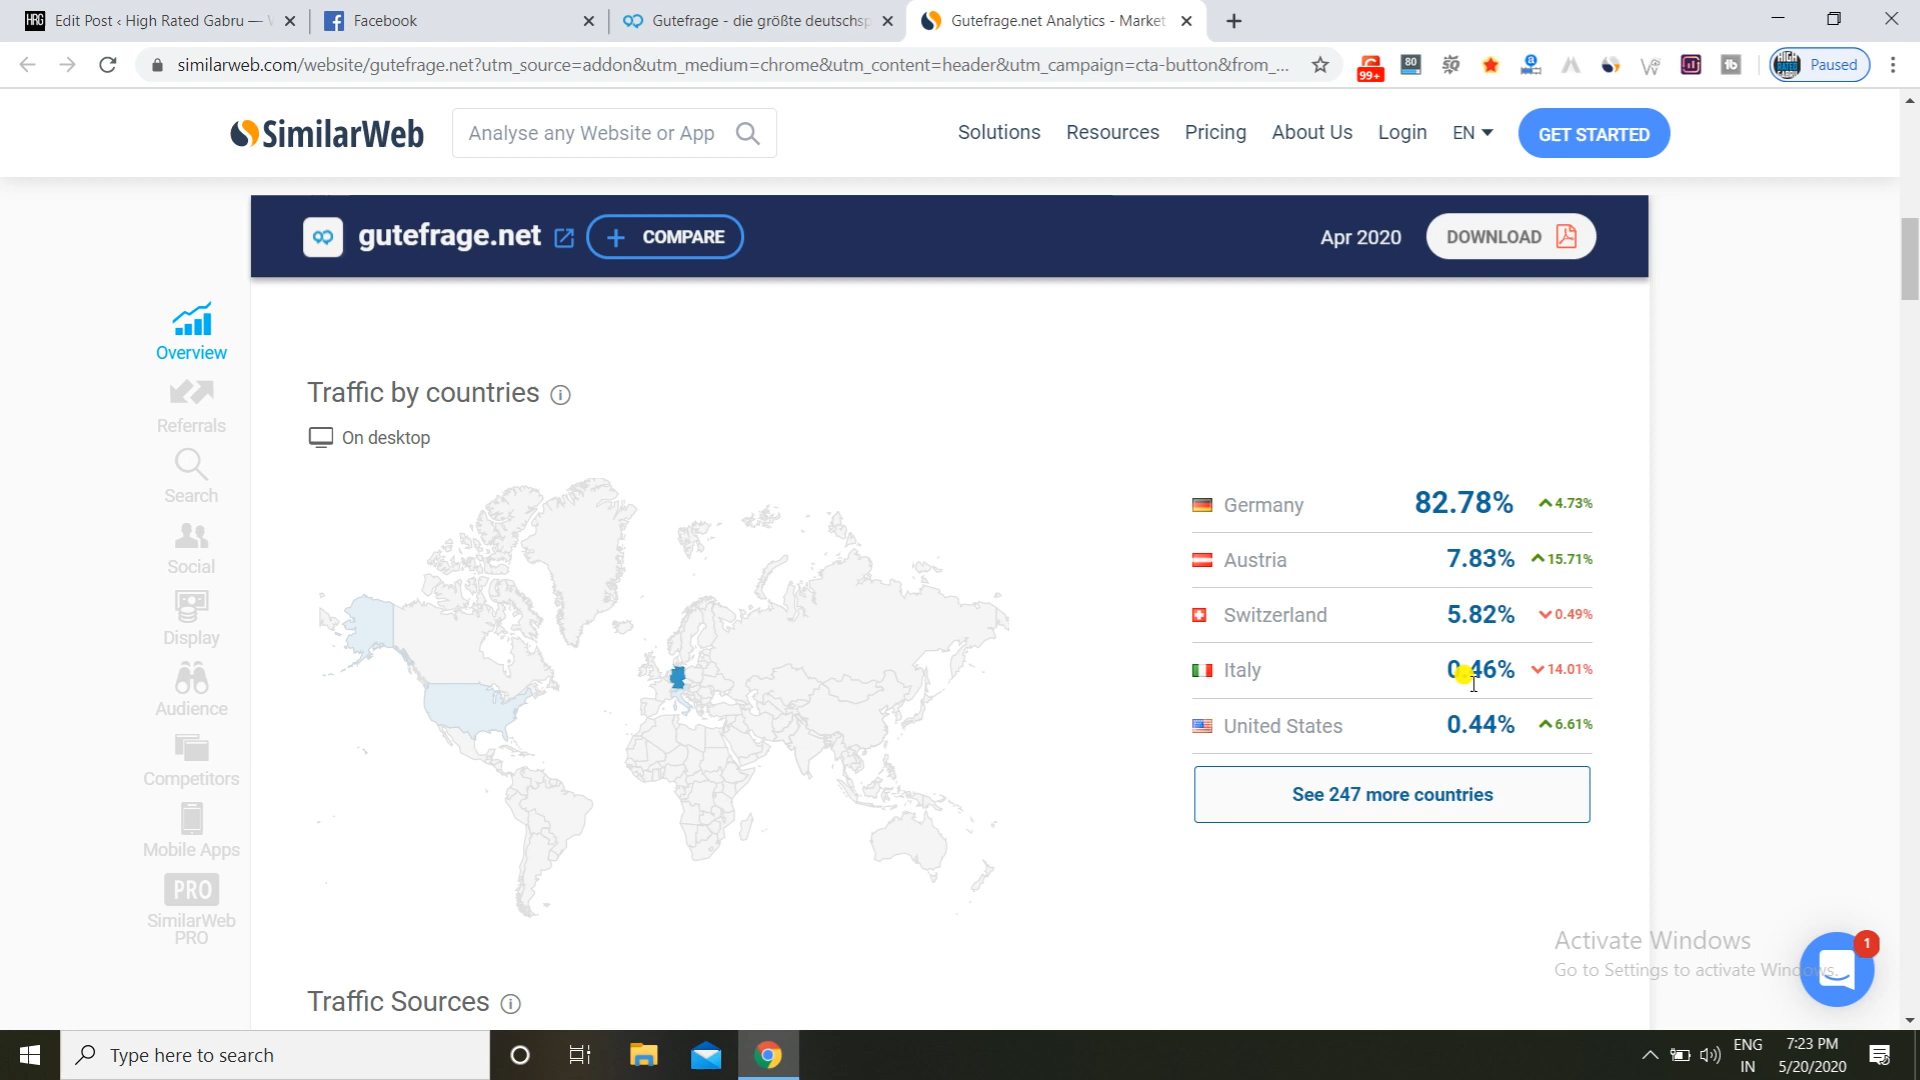 HRG Edit Post ‹ High Rated Gabru —
Facebook
Gutefrage - die größte deutschsp
Gutefrage.net Analytics - Market
similarweb.com/website/gutefrage.net?utm_source=addon&utm_medium=chrome&utm_content=header&utm_campaign=cta-button&from_...
99+
80
Paused
SimilarWeb
Analyse any Website or App
Solutions
Resources
Pricing
About Us
Login
EN
GET STARTED
gutefrage.net
+ COMPARE
Apr 2020
DOWNLOAD
Overview
Referrals
Search
Social
Display
Audience
Competitors
Mobile Apps
PRO
SimilarWeb
PRO
Traffic by countries
On desktop
Germany 82.78% 4.73%
Austria 7.83% 15.71%
Switzerland 5.82% 0.49%
Italy 0.46% 14.01%
United States 0.44% 6.61%
See 247 more countries
Traffic Sources
Activate Windows
Go to Settings to activate Windows.
1
Type here to search
ENG
IN
7:23 PM
5/20/2020